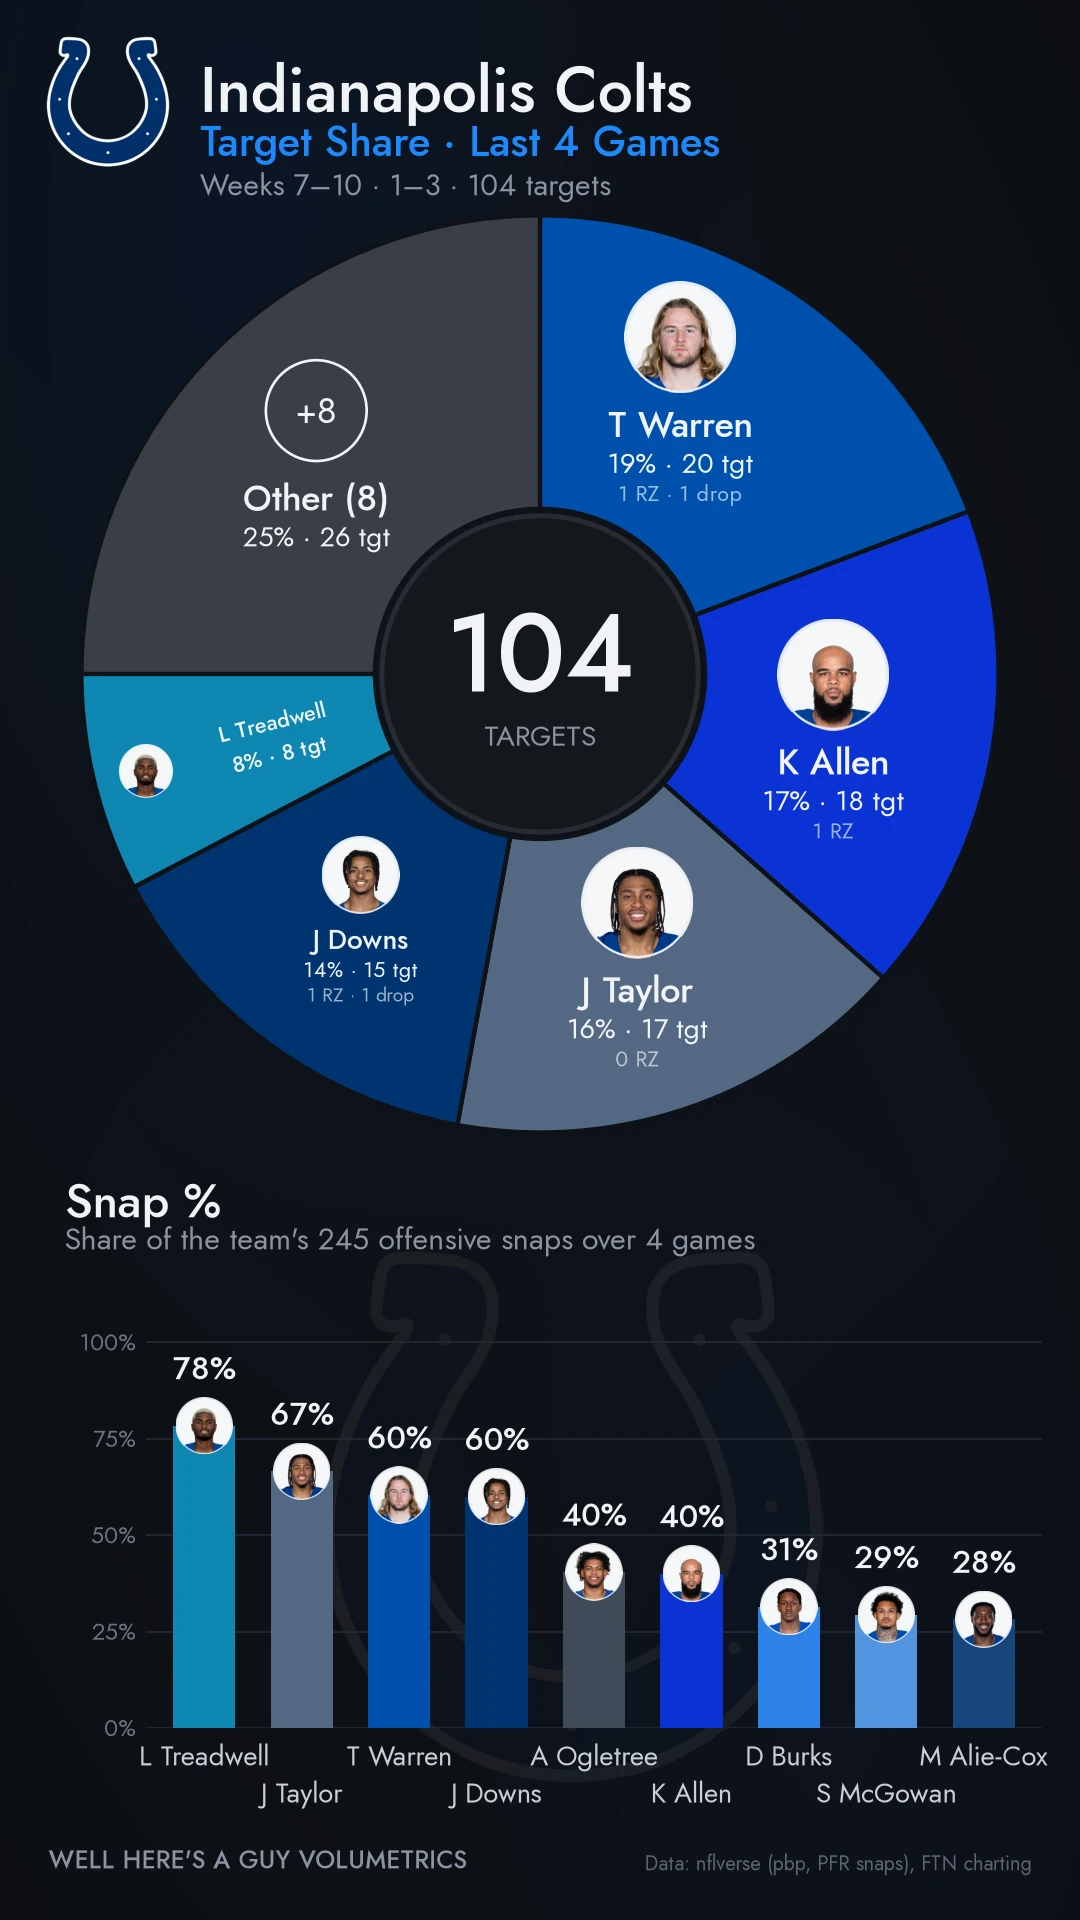 Indianapolis Colts
Target Share · Last 4 Games
Weeks 7–10 · 1–3 · 104 targets
T Warren
19% · 20 tgt
1 RZ · 1 drop
+8
Other (8)
25% · 26 tgt
104
TARGETS
K Allen
17% · 18 tgt
1 RZ
L Treadwell
8% · 8 tgt
J Downs
14% · 15 tgt
1 RZ · 1 drop
J Taylor
16% · 17 tgt
0 RZ
Snap %
Share of the team's 245 offensive snaps over 4 games
100%
75%
50%
25%
0%
78%
67%
60%
60%
40%
40%
31%
29%
28%
L Treadwell
J Taylor
T Warren
J Downs
A Ogletree
K Allen
D Burks
S McGowan
M Alie-Cox
WELL HERE'S A GUY VOLUMETRICS
Data: nflverse (pbp, PFR snaps), FTN charting